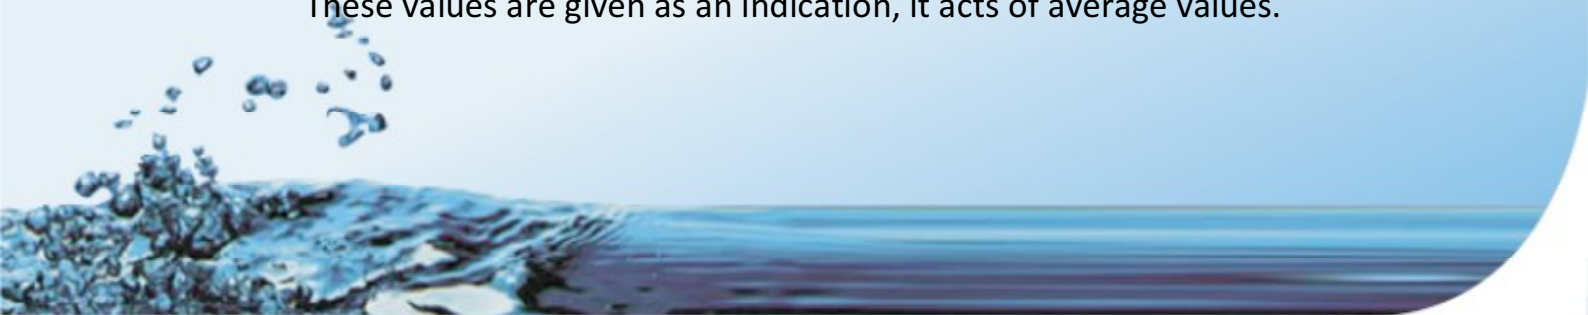 These values are given as an indication, it acts of average values.